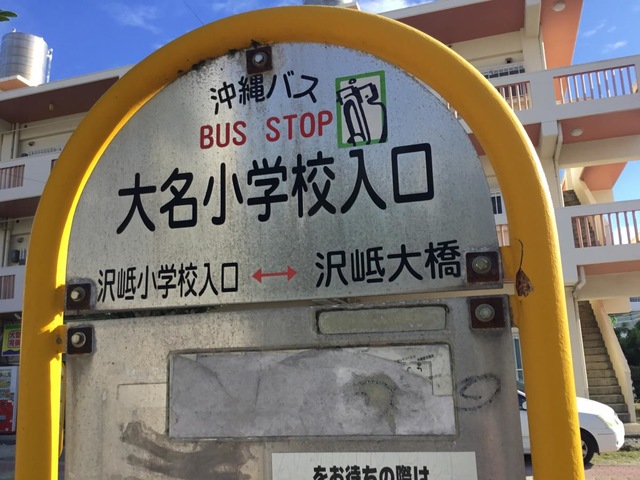 沖縄バス
BUS STOP
大名小学校入口
沢岻小学校入口 ↔ 沢岻大橋
をお待ちの際は